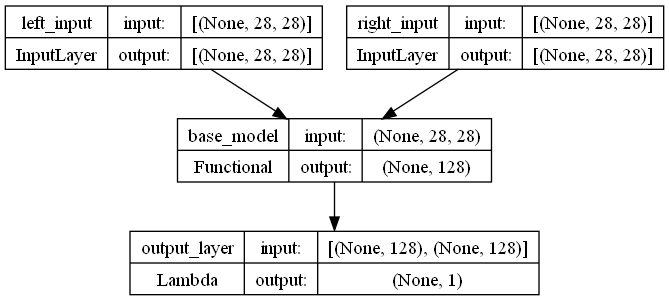 left_input input: [(None, 28, 28)]
InputLayer output: [(None, 28, 28)]
right_input input: [(None, 28, 28)]
InputLayer output: [(None, 28, 28)]
base_model input: (None, 28, 28)
Functional output: (None, 128)
output_layer input: [(None, 128), (None, 128)]
Lambda output: (None, 1)